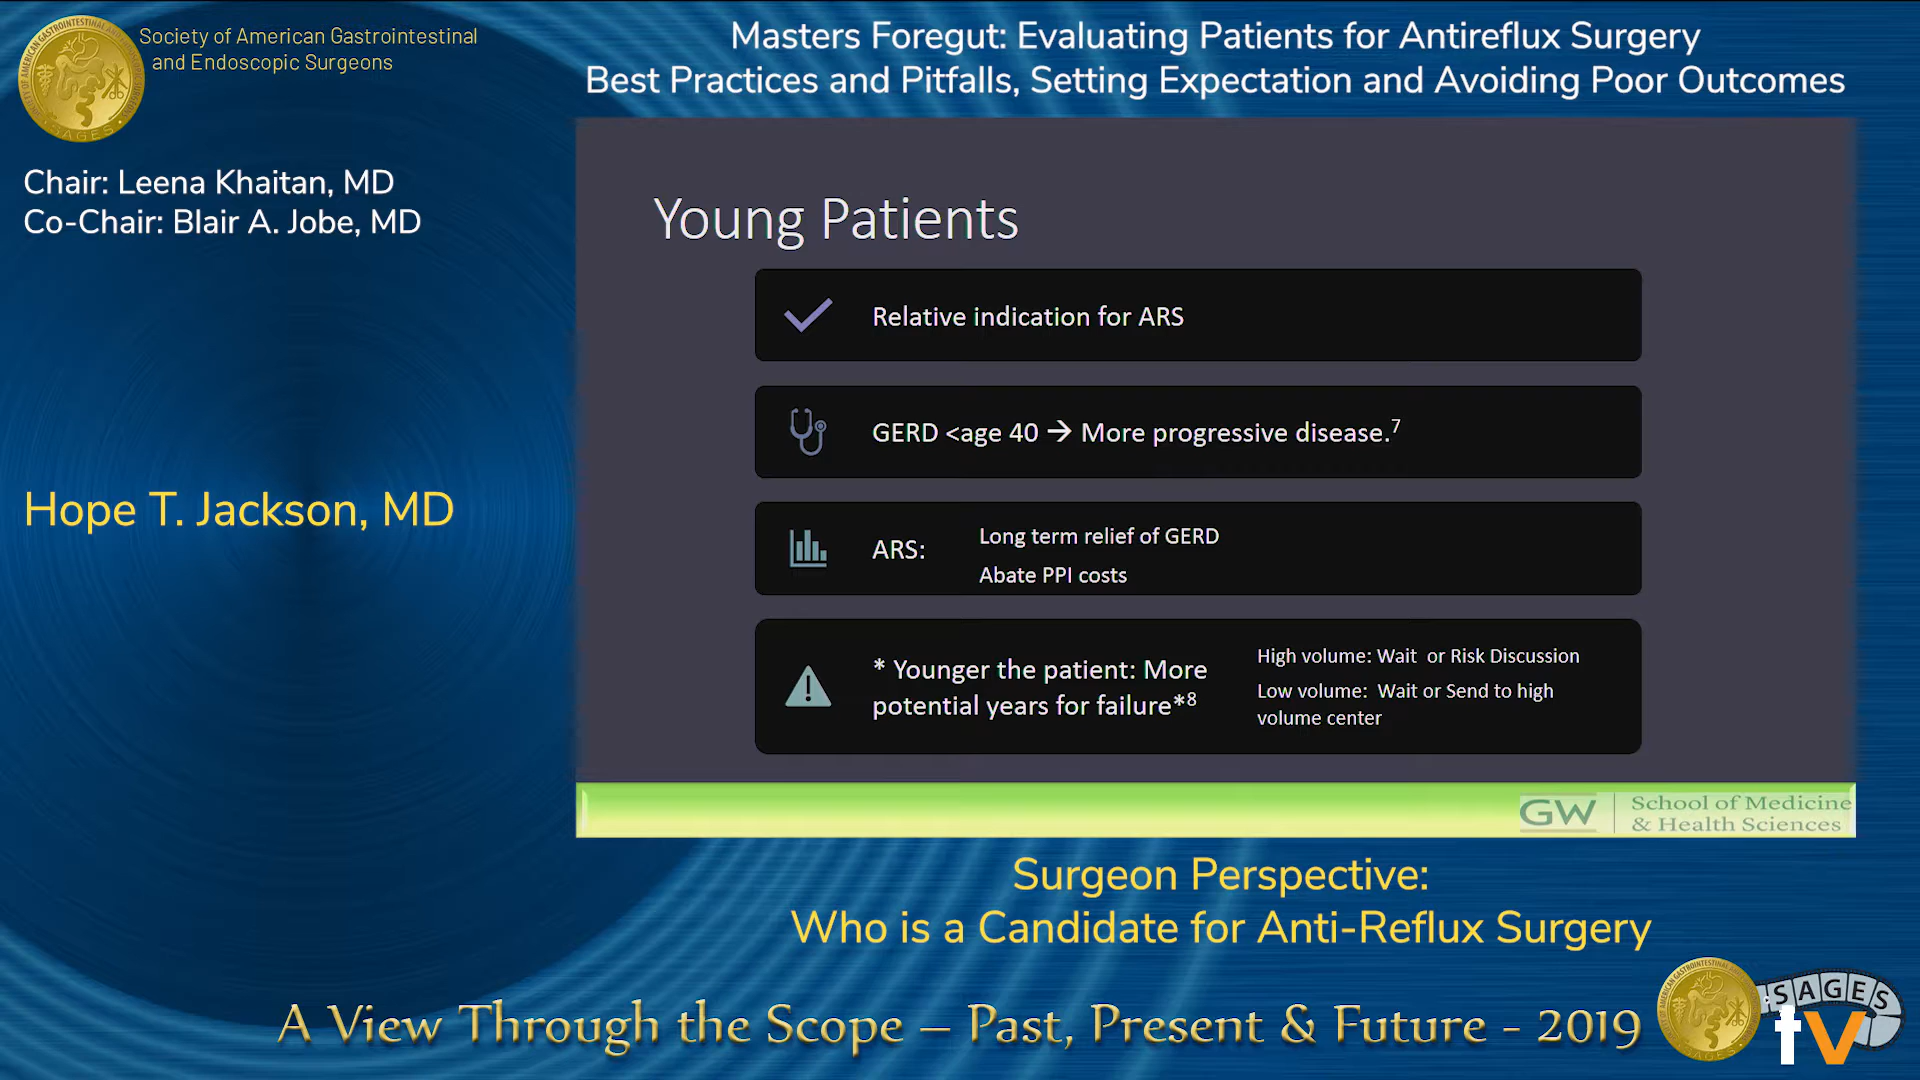 Society of American Gastrointestinal
and Endoscopic Surgeons
Masters Foregut: Evaluating Patients for Antireflux Surgery
Best Practices and Pitfalls, Setting Expectation and Avoiding Poor Outcomes
Chair: Leena Khaitan, MD
Co-Chair: Blair A. Jobe, MD
Hope T. Jackson, MD
Young Patients
Relative indication for ARS
GERD <age 40 → More progressive disease.7
ARS:
Long term relief of GERD
Abate PPI costs
* Younger the patient: More
potential years for failure*8
High volume: Wait or Risk Discussion
Low volume: Wait or Send to high
volume center
GW
School of Medicine
& Health Sciences
Surgeon Perspective:
Who is a Candidate for Anti-Reflux Surgery
A View Through the Scope – Past, Present & Future - 2019
SAGES
tv